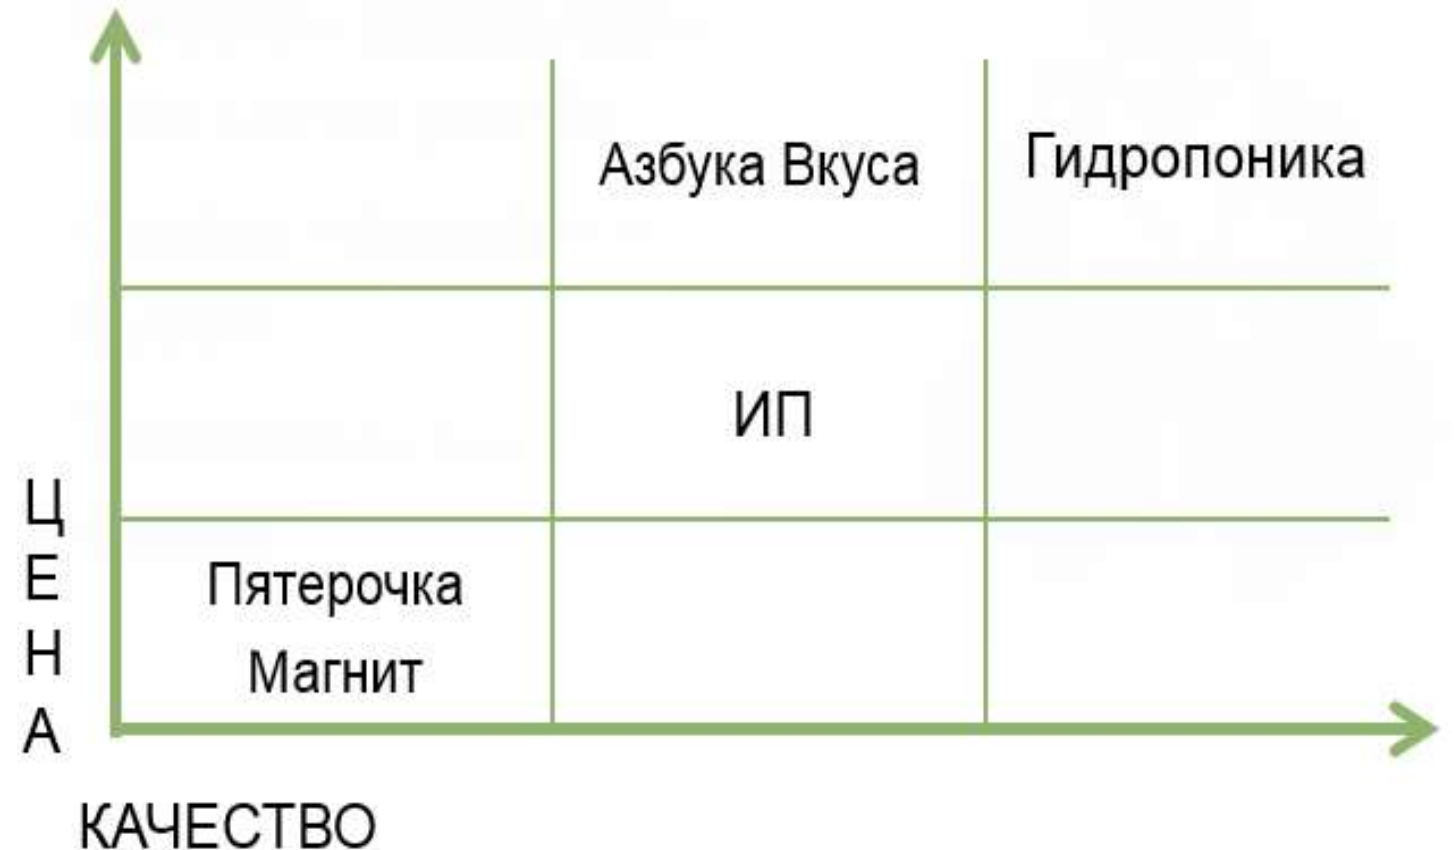 Азбука Вкуса
Гидропоника
ИП
Пятерочка
Магнит
Ц
Е
Н
А
КАЧЕСТВО